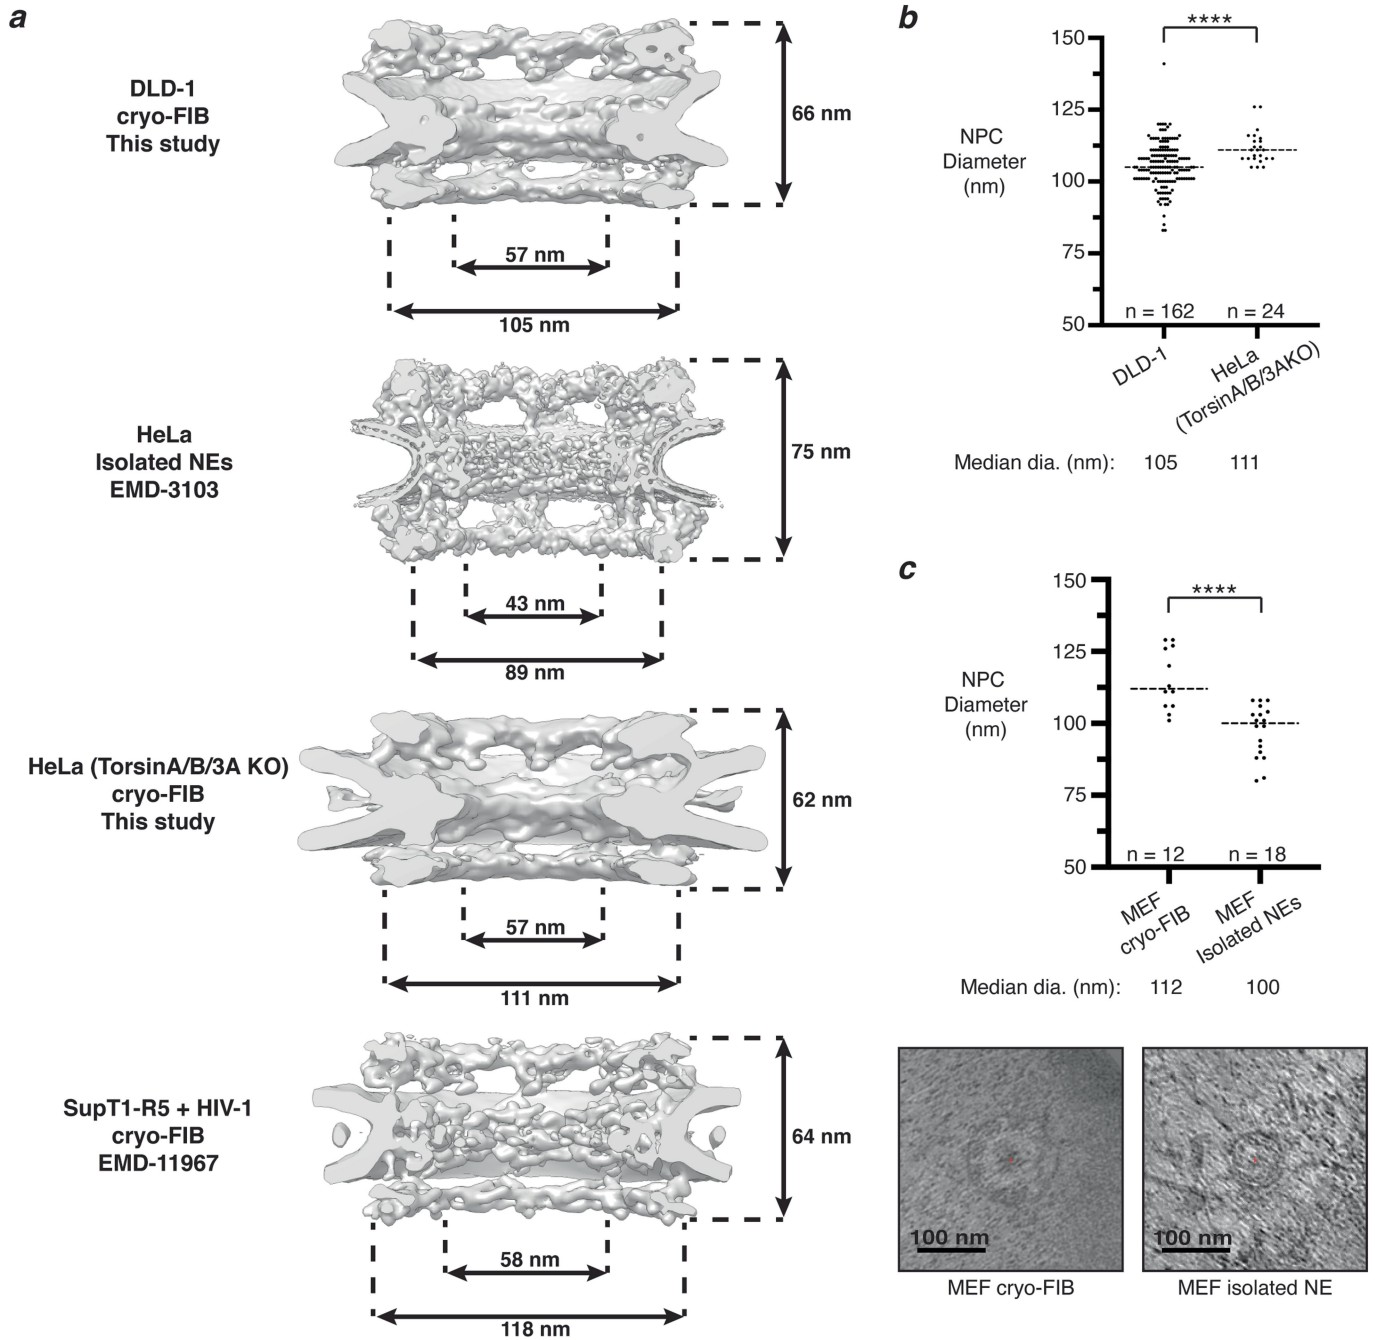 a
DLD-1
cryo-FIB
This study
66 nm
57 nm
105 nm
HeLa
Isolated NEs
EMD-3103
75 nm
43 nm
89 nm
HeLa (TorsinA/B/3A KO)
cryo-FIB
This study
62 nm
57 nm
111 nm
SupT1-R5 + HIV-1
cryo-FIB
EMD-11967
64 nm
58 nm
118 nm
b
****
150
125
100
75
50
NPC
Diameter
(nm)
n = 162
n = 24
DLD-1
HeLa
(TorsinA/B/3AKO)
Median dia. (nm): 105 111
c
****
150
125
100
75
50
NPC
Diameter
(nm)
n = 12
n = 18
MEF
cryo-FIB
MEF
Isolated NEs
Median dia. (nm): 112 100
100 nm
100 nm
MEF cryo-FIB
MEF isolated NE